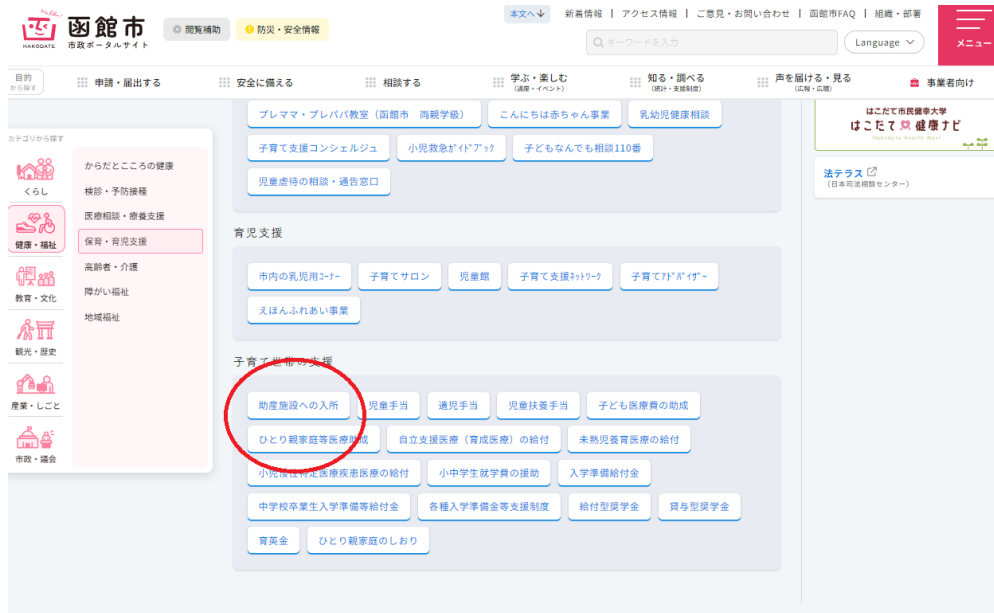 Hello!
HAKODATE
函館市
市政ポータルサイト
閲覧補助
防災・安全情報
本文へ
新着情報 | アクセス情報 | ご意見・お問い合わせ | 函館市FAQ | 組織・部署
キーワードを入力
Language
メニュー
目的
から探す
申請・届出する
安全に備える
相談する
学ぶ・楽しむ
(講座・イベント)
知る・調べる
(統計・支援制度)
声を届ける・見る
(広報・広聴)
事業者向け
カテゴリから探す
くらし
健康・福祉
教育・文化
観光・歴史
産業・しごと
市政・議会
からだとこころの健康
検診・予防接種
医療相談・療養支援
保育・育児支援
高齢者・介護
障がい福祉
地域福祉
プレママ・プレパパ教室(函館市 両親学級)
こんにちは赤ちゃん事業
乳幼児健康相談
子育て支援コンシェルジュ
小児救急ガイドブック
子どもなんでも相談110番
児童虐待の相談・通告窓口
育児支援
市内の乳児用コーナー
子育てサロン
児童館
子育て支援ネットワーク
子育てアドバイザー
えほんふれあい事業
子育て世帯の支援
助産施設への入所
児童手当
遺児手当
児童扶養手当
子ども医療費の助成
ひとり親家庭等医療助成
自立支援医療(育成医療)の給付
未熟児養育医療の給付
小児慢性特定医療疾患医療の給付
小中学生就学費の援助
入学準備給付金
中学校卒業生入学準備等給付金
各種入学準備金等支援制度
給付型奨学金
貸与型奨学金
育英金
ひとり親家庭のしおり
はこだて市民健幸大学
はこだて健康ナビ
Hakodate Health Navi
法テラス
(日本司法相談センター)